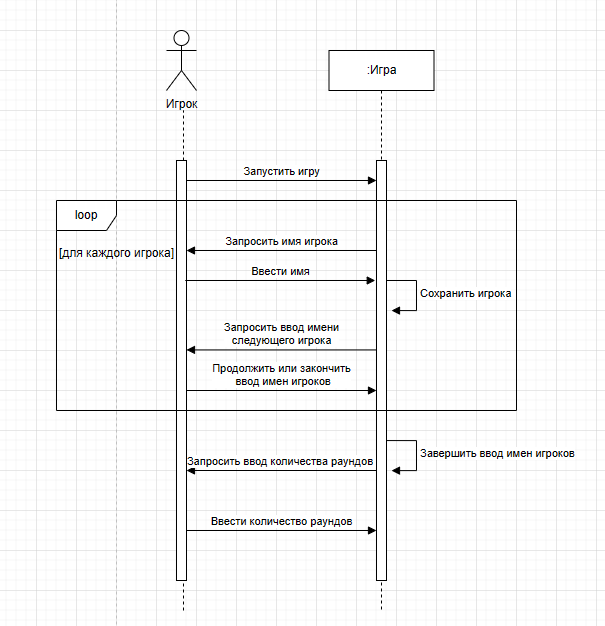 Игрок
:Игра
Запустить игру
loop
[для каждого игрока]
Запросить имя игрока
Ввести имя
Сохранить игрока
Запросить ввод имени
следующего игрока
Продолжить или закончить
ввод имен игроков
Завершить ввод имен игроков
Запросить ввод количества раундов
Ввести количество раундов